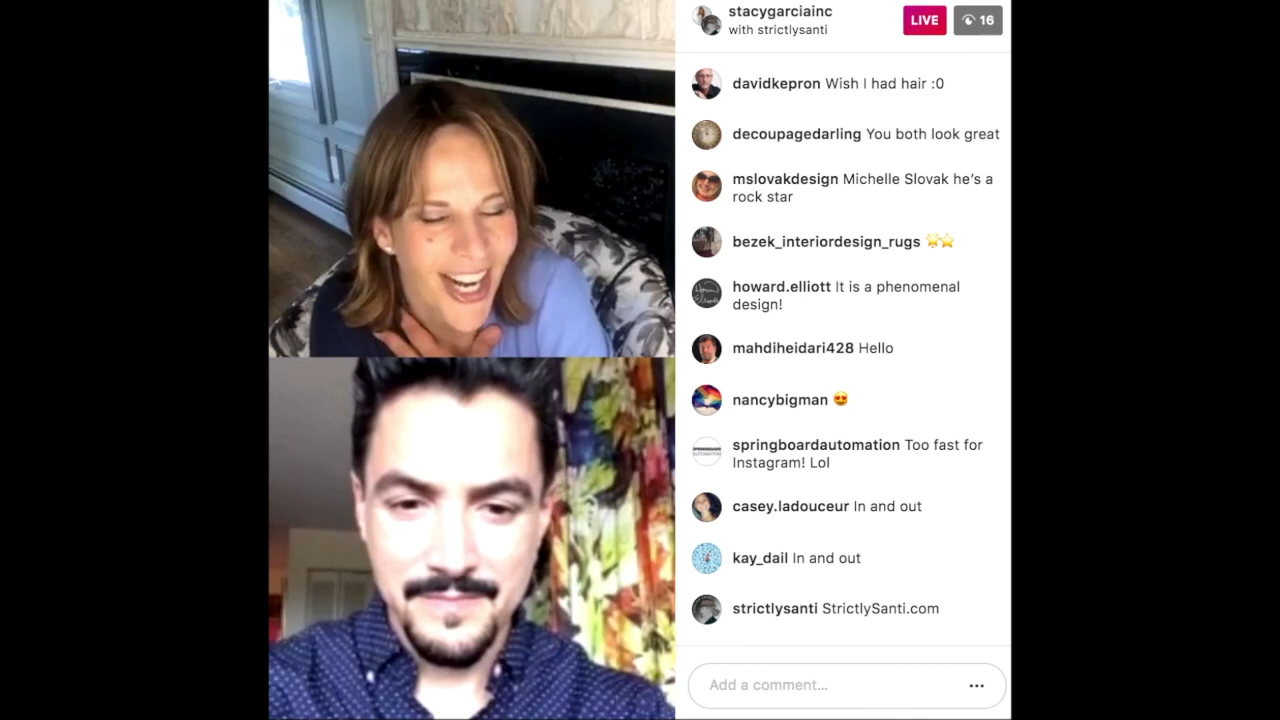 stacygarciainc
with strictlysanti
LIVE
16
davidkepron Wish I had hair :0
decoupagedarling You both look great
mslovakdesign Michelle Slovak he's a
rock star
bezek_interiordesign_rugs 🌟⭐
howard.elliott It is a phenomenal
design!
mahdiheidari428 Hello
nancybigman 😍
springboardautomation Too fast for
Instagram! Lol
casey.ladouceur In and out
kay_dail In and out
strictlysanti StrictlySanti.com
Add a comment...